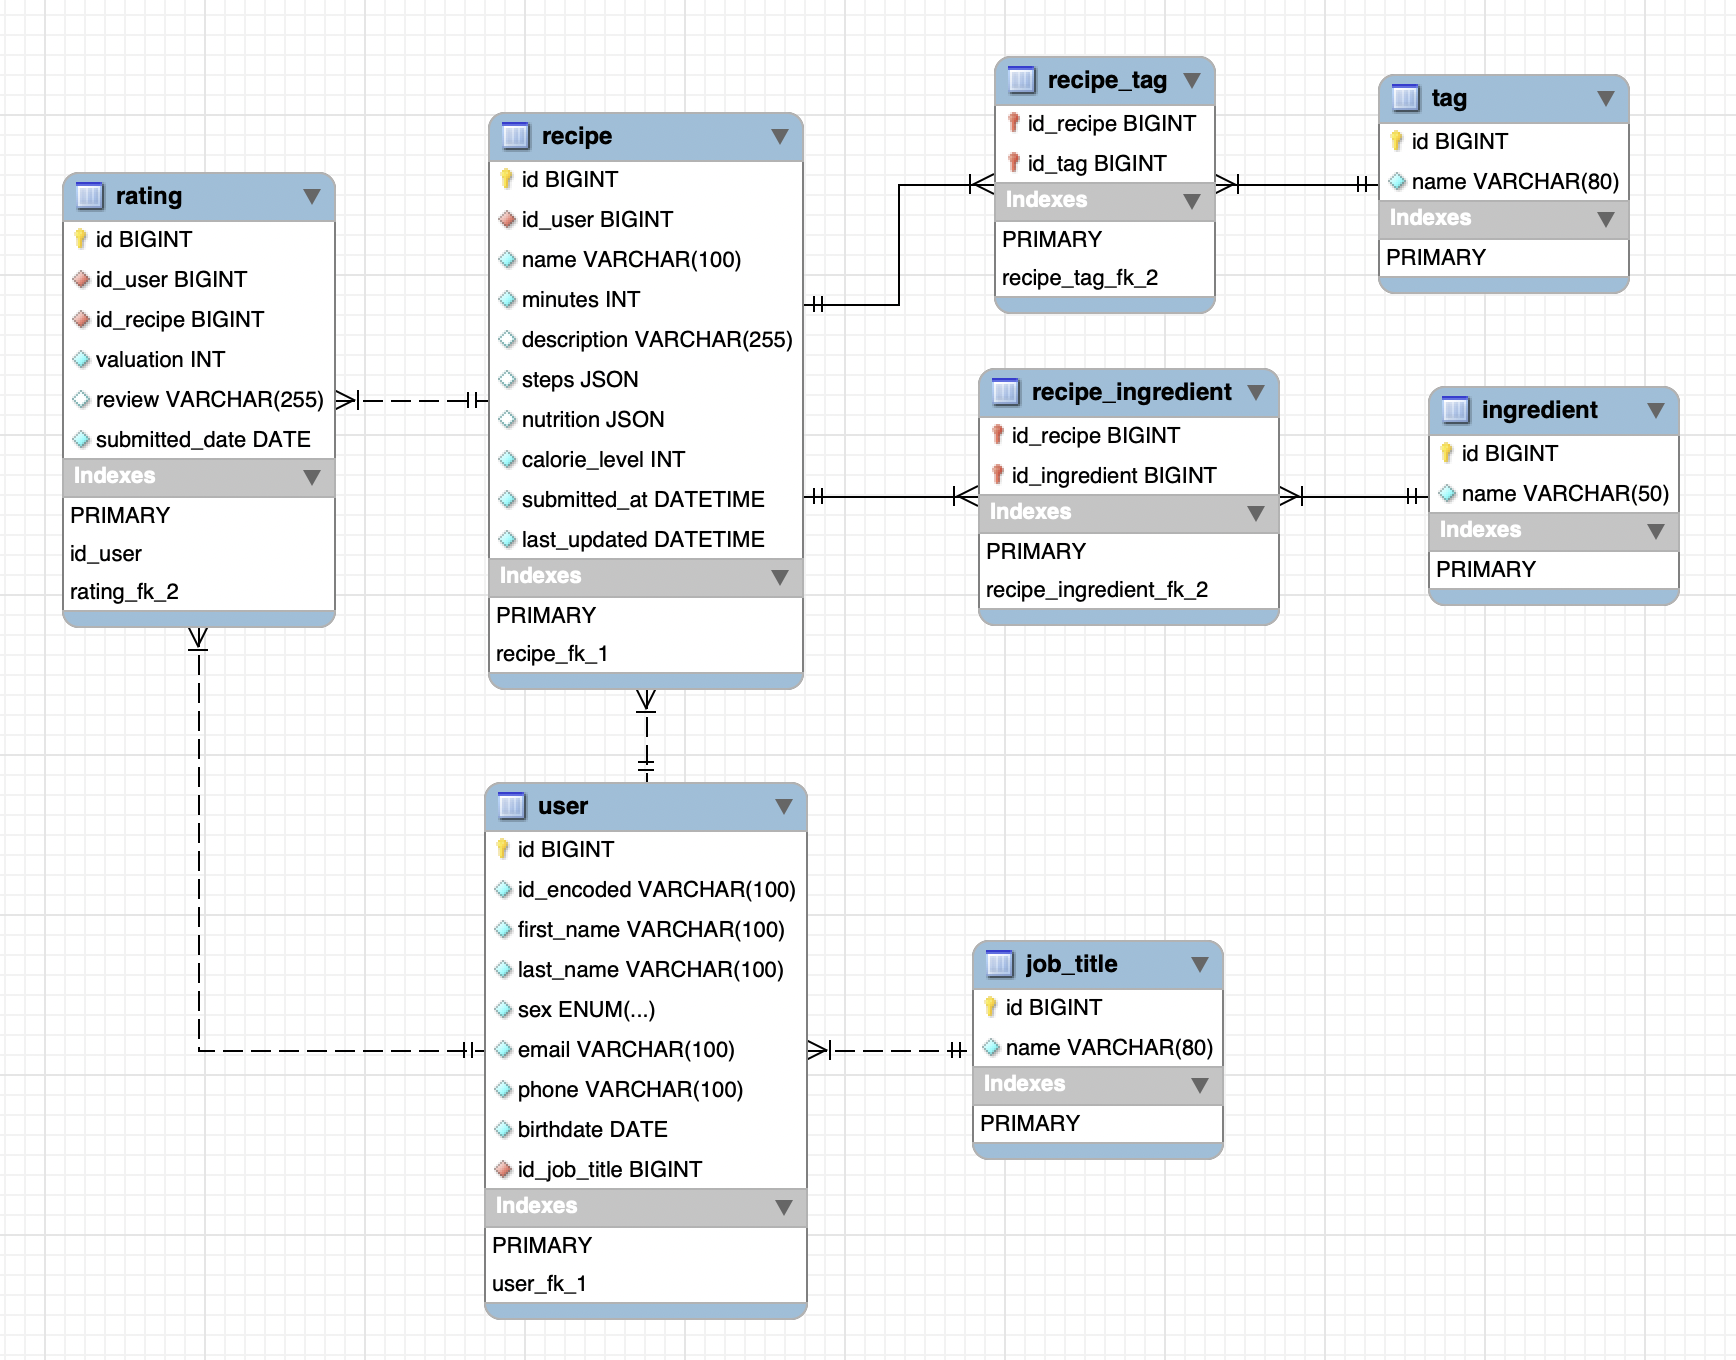 rating
id BIGINT
id_user BIGINT
id_recipe BIGINT
valuation INT
review VARCHAR(255)
submitted_date DATE
Indexes
PRIMARY
id_user
rating_fk_2
recipe
id BIGINT
id_user BIGINT
name VARCHAR(100)
minutes INT
description VARCHAR(255)
steps JSON
nutrition JSON
calorie_level INT
submitted_at DATETIME
last_updated DATETIME
Indexes
PRIMARY
recipe_fk_1
recipe_tag
id_recipe BIGINT
id_tag BIGINT
Indexes
PRIMARY
recipe_tag_fk_2
tag
id BIGINT
name VARCHAR(80)
Indexes
PRIMARY
recipe_ingredient
id_recipe BIGINT
id_ingredient BIGINT
Indexes
PRIMARY
recipe_ingredient_fk_2
ingredient
id BIGINT
name VARCHAR(50)
Indexes
PRIMARY
user
id BIGINT
id_encoded VARCHAR(100)
first_name VARCHAR(100)
last_name VARCHAR(100)
sex ENUM(...)
email VARCHAR(100)
phone VARCHAR(100)
birthdate DATE
id_job_title BIGINT
Indexes
PRIMARY
user_fk_1
job_title
id BIGINT
name VARCHAR(80)
Indexes
PRIMARY